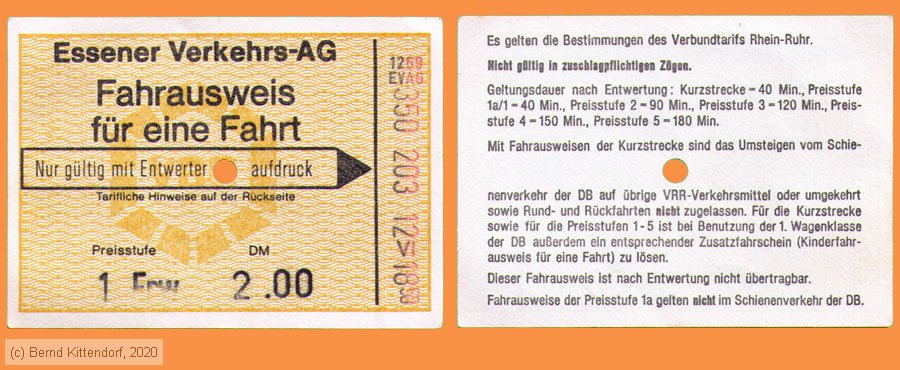 Essener Verkehrs-AG
Fahrausweis
für eine Fahrt
Nur gültig mit Entwerter aufdruck
Tarifliche Hinweise auf der Rückseite
Preisstufe DM
1 Erw 2.00
1269
EVAG
350 203 12>183
Es gelten die Bestimmungen des Verbundtarifs Rhein-Ruhr.
Nicht gültig in zuschlagpflichtigen Zügen.
Geltungsdauer nach Entwertung: Kurzstrecke = 40 Min., Preisstufe
1a/1 = 40 Min., Preisstufe 2 = 90 Min., Preisstufe 3 = 120 Min., Preis-
stufe 4 = 150 Min., Preisstufe 5 = 180 Min.
Mit Fahrausweisen der Kurzstrecke sind das Umsteigen vom Schie-
nenverkehr der DB auf übrige VRR-Verkehrsmittel oder umgekehrt
sowie Rund- und Rückfahrten nicht zugelassen. Für die Kurzstrecke
sowie für die Preisstufen 1-5 ist bei Benutzung der 1. Wagenklasse
der DB außerdem ein entsprechender Zusatzfahrschein (Kinderfahr-
ausweis für eine Fahrt) zu lösen.
Dieser Fahrausweis ist nach Entwertung nicht übertragbar.
Fahrausweise der Preisstufe 1a gelten nicht im Schienenverkehr der DB.
(c) Bernd Kittendorf, 2020